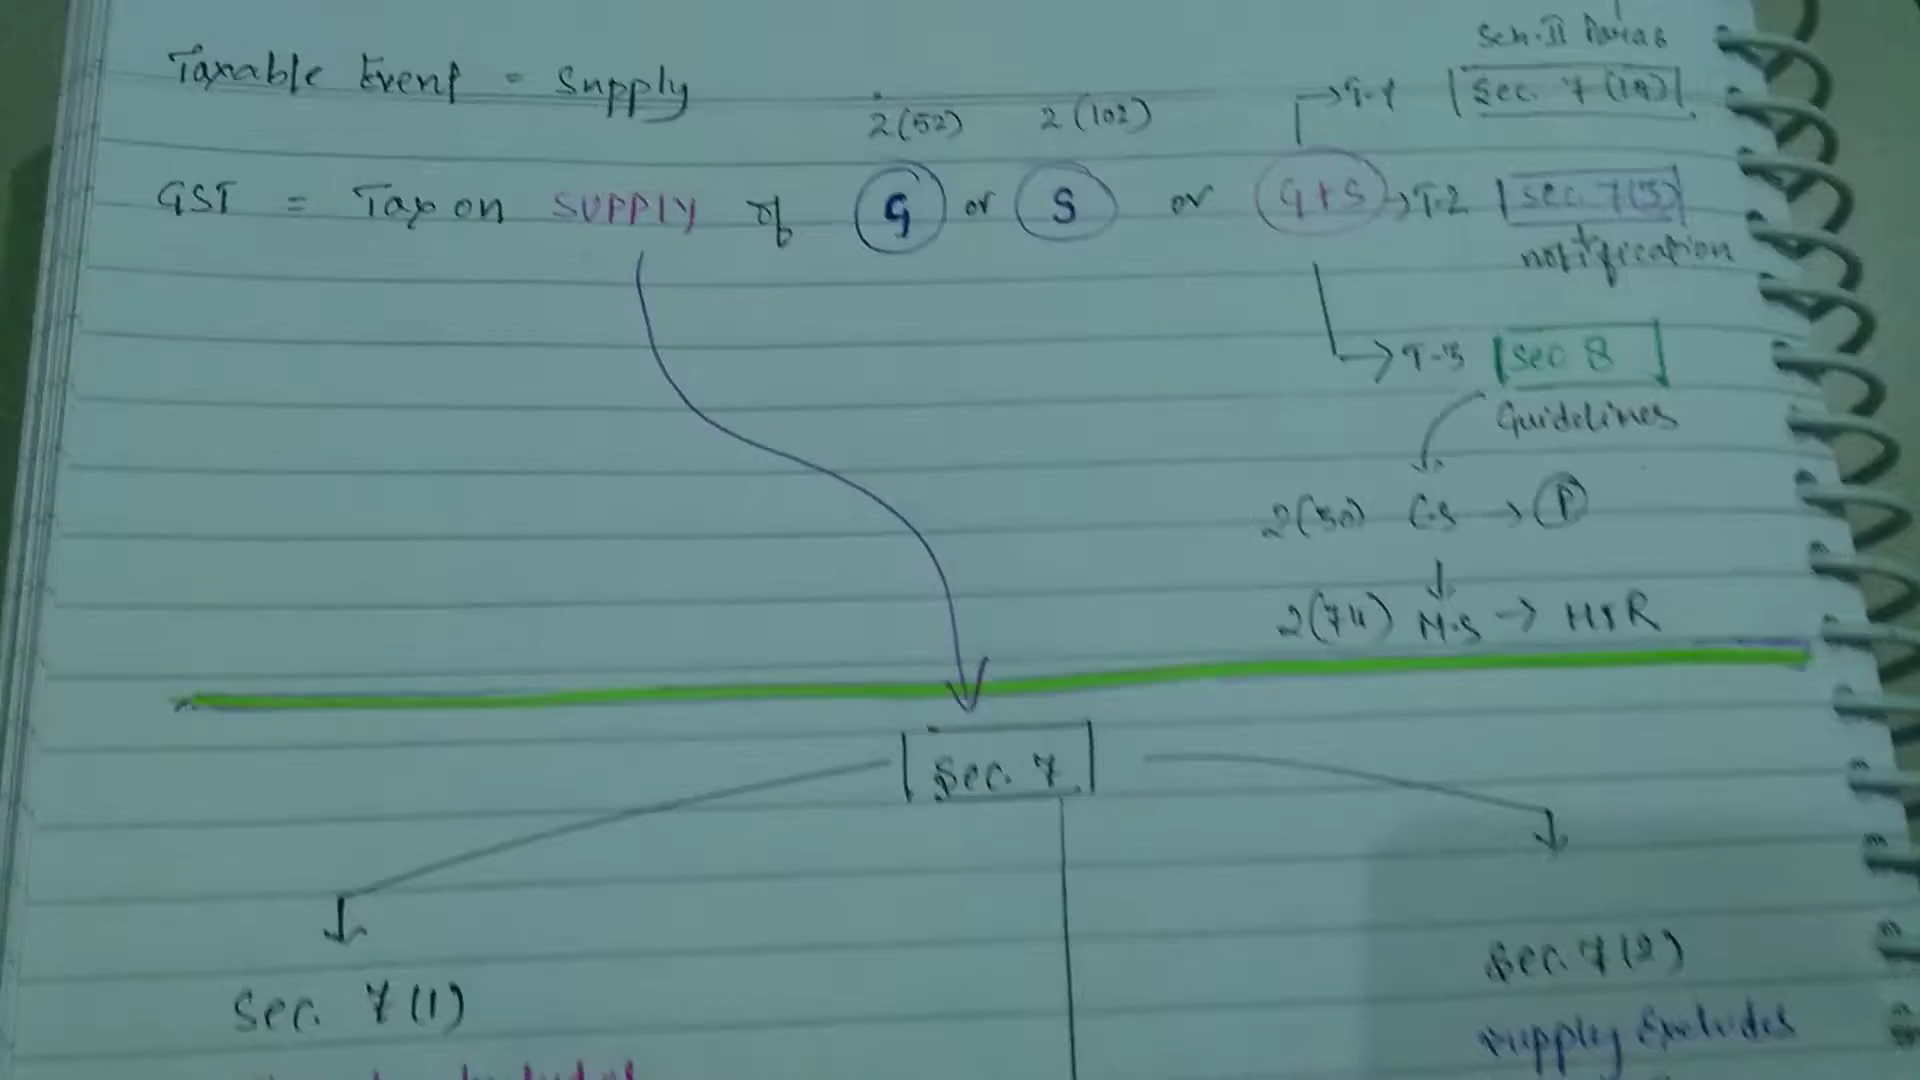 Sch-II Para 6
Taxable Event = Supply
T-1 Sec. 7(1A)
2(52) 2(102)
GST = Tax on SUPPLY of G or S or G+S T-2 Sec. 7(3)
+
notification
T-3 Sec 8
Guidelines
2(30) C.S → P
2(74) M.S → HYR
Sec. 7
Sec. 7(2)
Sec. 7(1)
supply Excludes